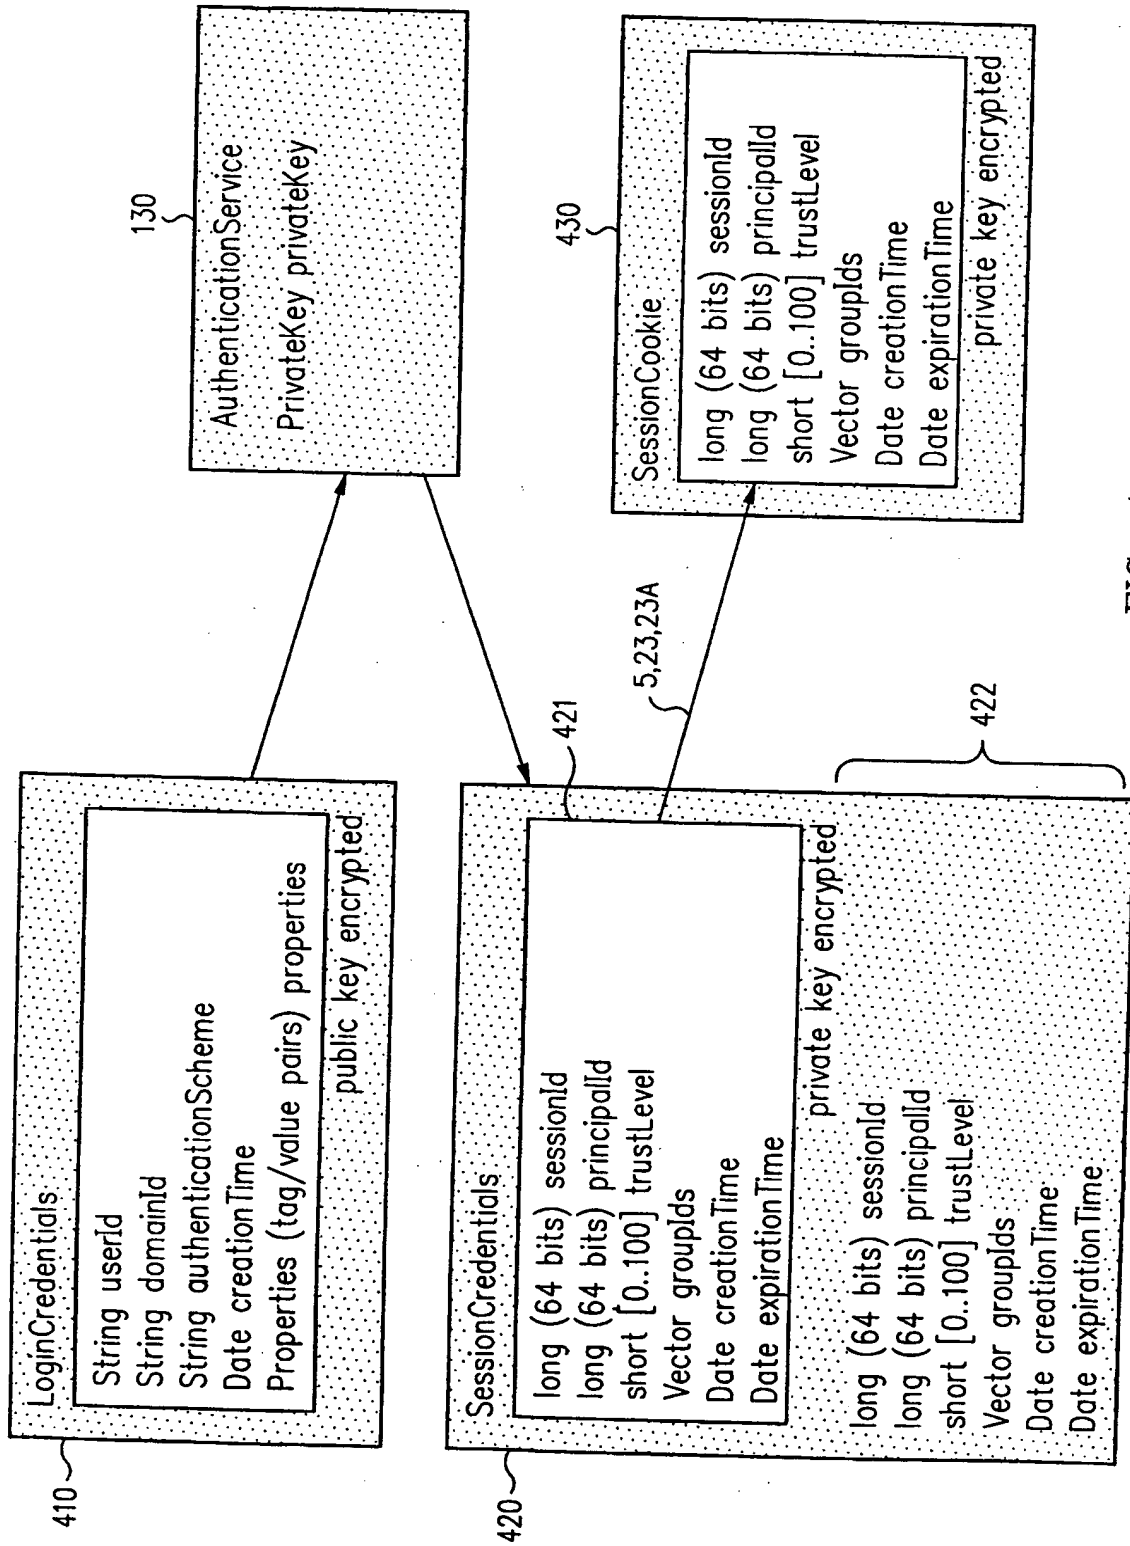 410
LoginCredentials
String userId
String domainId
String authenticationScheme
Date creationTime
Properties (tag/value pairs) properties
public key encrypted
130
AuthenticationService
PrivateKey privateKey
420
SessionCredentials
421
long (64 bits) sessionId
long (64 bits) principalId
short [0..100] trustLevel
Vector groupIds
Date creationTime
Date expirationTime
private key encrypted
422
long (64 bits) sessionId
long (64 bits) principalId
short [0..100] trustLevel
Vector groupIds
Date creationTime
Date expirationTime
5,23,23A
430
SessionCookie
long (64 bits) sessionId
long (64 bits) principalId
short [0..100] trustLevel
Vector groupIds
Date creationTime
Date expirationTime
private key encrypted